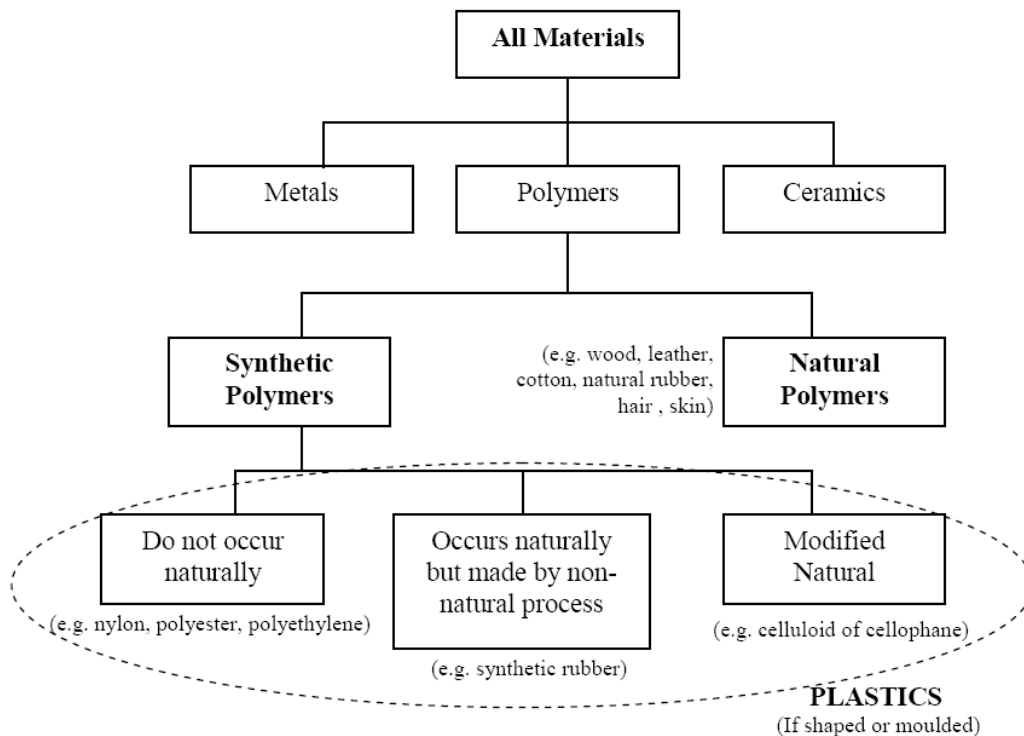 All Materials
Metals
Polymers
Ceramics
Synthetic
Polymers
(e.g. wood, leather,
cotton, natural rubber,
hair , skin)
Natural
Polymers
Do not occur
naturally
(e.g. nylon, polyester, polyethylene)
Occurs naturally
but made by non-
natural process
(e.g. synthetic rubber)
Modified
Natural
(e.g. celluloid of cellophane)
PLASTICS
(If shaped or moulded)